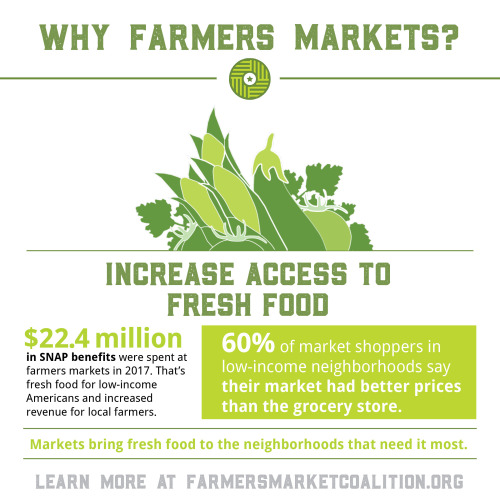 WHY FARMERS MARKETS?
INCREASE ACCESS TO
FRESH FOOD
$22.4 million
in SNAP benefits were spent at
farmers markets in 2017. That's
fresh food for low-income
Americans and increased
revenue for local farmers.
60% of market shoppers in
low-income neighborhoods say
their market had better prices
than the grocery store.
Markets bring fresh food to the neighborhoods that need it most.
LEARN MORE AT FARMERSMARKETCOALITION.ORG